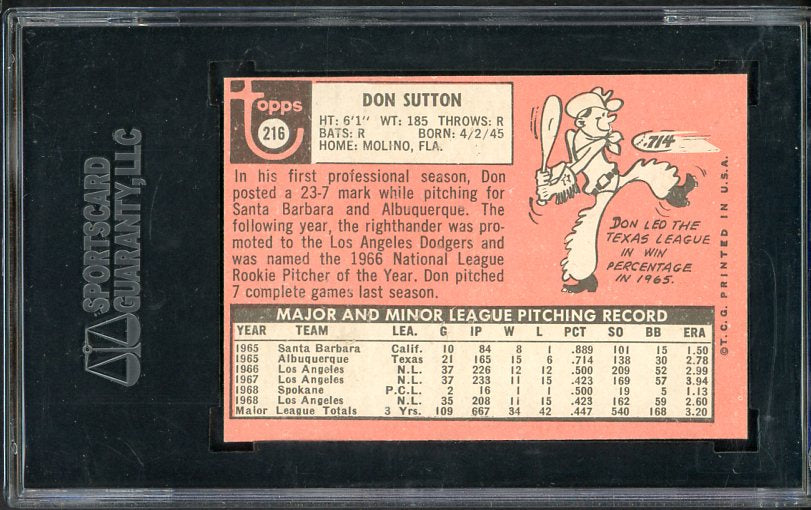 SPORTSCARD
GUARANTY, LLC
topps
216
DON SUTTON
HT: 6'1" WT: 185 THROWS: R
BATS: R BORN: 4/2/45
HOME: MOLINO, FLA.
In his first professional season, Don
posted a 23-7 mark while pitching for
Santa Barbara and Albuquerque. The
following year, the righthander was pro-
moted to the Los Angeles Dodgers and
was named the 1966 National League
Rookie Pitcher of the Year. Don pitched
7 complete games last season.
.714
DON LED THE
TEXAS LEAGUE
IN WIN
PERCENTAGE
IN 1965.
©T.C.G. PRINTED IN U.S.A.
MAJOR AND MINOR LEAGUE PITCHING RECORD
YEAR TEAM LEA. G IP W L PCT SO BB ERA
1965 Santa Barbara Calif. 10 84 8 1 .889 101 15 1.50
1965 Albuquerque Texas 21 165 15 6 .714 138 30 2.78
1966 Los Angeles N.L. 37 226 12 12 .500 209 52 2.99
1967 Los Angeles N.L. 37 233 11 15 .423 169 57 3.94
1968 Spokane P.C.L. 2 16 1 1 .500 19 5 1.13
1968 Los Angeles N.L. 35 208 11 15 .423 162 59 2.60
Major League Totals 3 Yrs. 109 667 34 42 .447 540 168 3.20